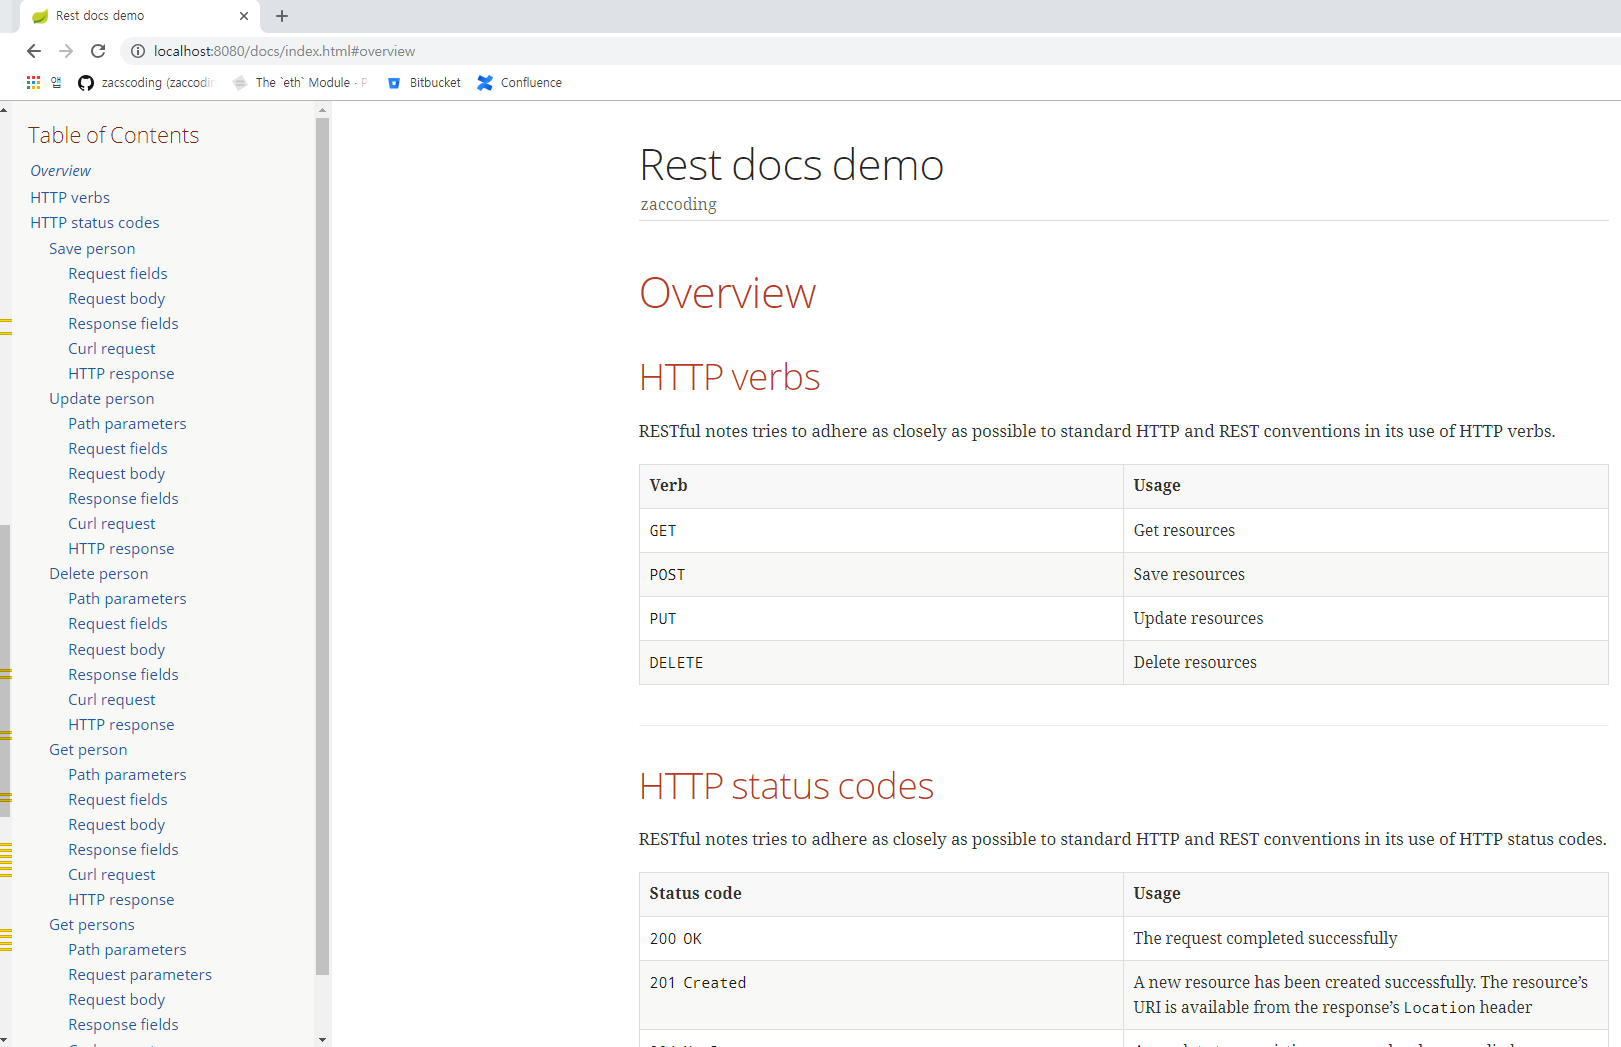 Rest docs demo
localhost:8080/docs/index.html#overview
앱
zacscoding (zaccodin
The `eth` Module - P
Bitbucket
Confluence
Table of Contents
Overview
HTTP verbs
HTTP status codes
Save person
Request fields
Request body
Response fields
Curl request
HTTP response
Update person
Path parameters
Request fields
Request body
Response fields
Curl request
HTTP response
Delete person
Path parameters
Request fields
Request body
Response fields
Curl request
HTTP response
Get person
Path parameters
Request fields
Request body
Response fields
Curl request
HTTP response
Get persons
Path parameters
Request parameters
Request body
Response fields
Rest docs demo
zaccoding
Overview
HTTP verbs
RESTful notes tries to adhere as closely as possible to standard HTTP and REST conventions in its use of HTTP verbs.
Verb Usage
GET Get resources
POST Save resources
PUT Update resources
DELETE Delete resources
HTTP status codes
RESTful notes tries to adhere as closely as possible to standard HTTP and REST conventions in its use of HTTP status codes.
Status code Usage
200 OK The request completed successfully
201 Created A new resource has been created successfully. The resource’s
URI is available from the response’s Location header